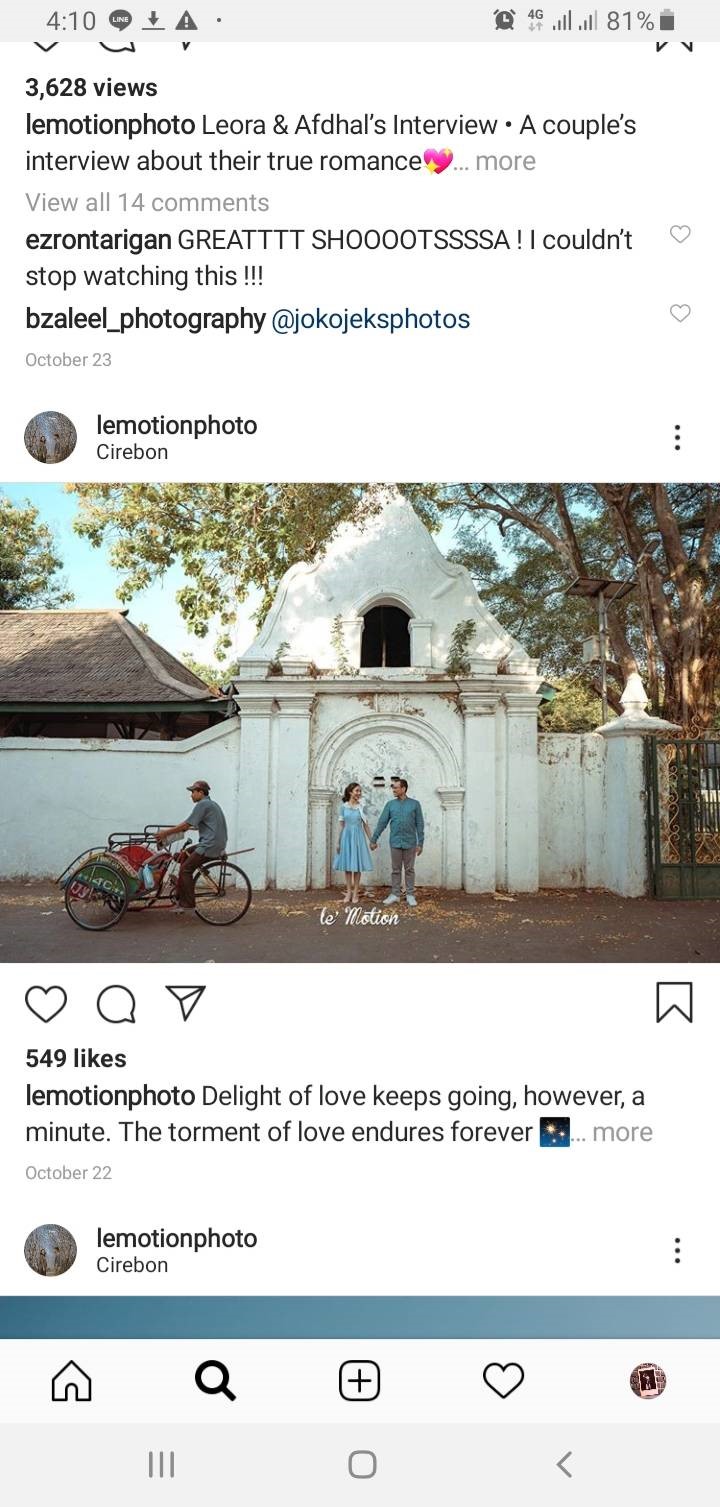 4:10 LINE 4G 81%
3,628 views
lemotionphoto Leora & Afdhal’s Interview • A couple’s
interview about their true romance💖... more
View all 14 comments
ezrontarigan GREATTTT SHOOOOTSSSSA ! I couldn’t
stop watching this !!!
bzaleel_photography @jokojeksphotos
October 23
lemotionphoto
Cirebon
le' Motion
549 likes
lemotionphoto Delight of love keeps going, however, a
minute. The torment of love endures forever 🎇... more
October 22
lemotionphoto
Cirebon